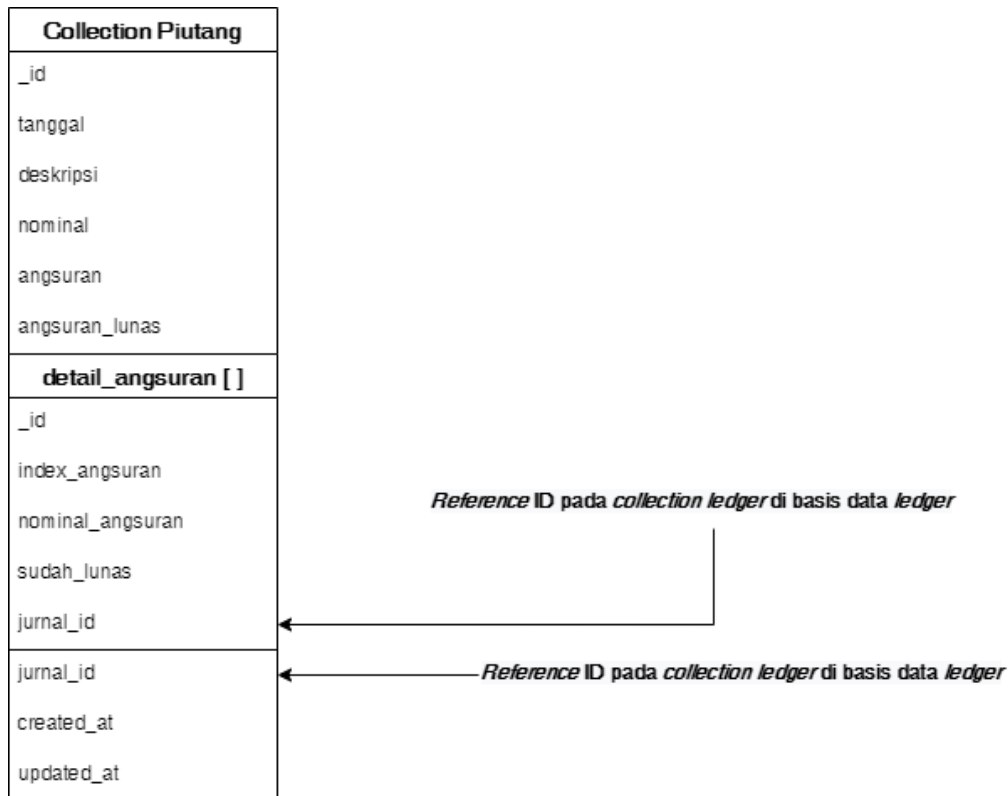 Collection Piutang
_id
tanggal
deskripsi
nominal
angsuran
angsuran_lunas
detail_angsuran [ ]
_id
index_angsuran
nominal_angsuran
Reference ID pada collection ledger di basis data ledger
sudah_lunas
jurnal_id
jurnal_id
Reference ID pada collection ledger di basis data ledger
created_at
updated_at